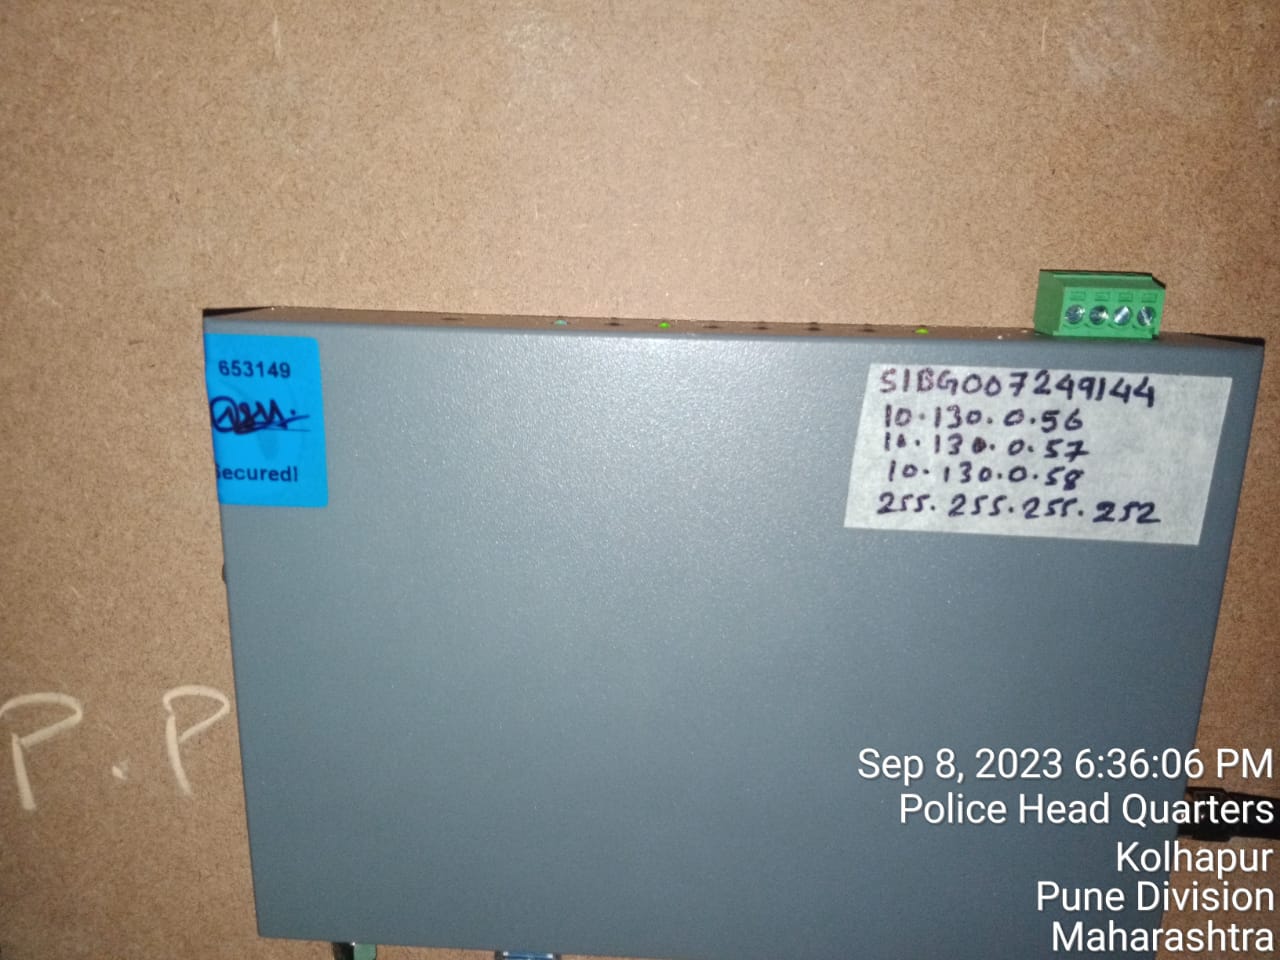 653149
ecured!
S1BG007249144
10.130.0.56
10.130.0.57
10.130.0.58
255.255.255.252
P.P
Sep 8, 2023 6:36:06 PM
Police Head Quarters
Kolhapur
Pune Division
Maharashtra